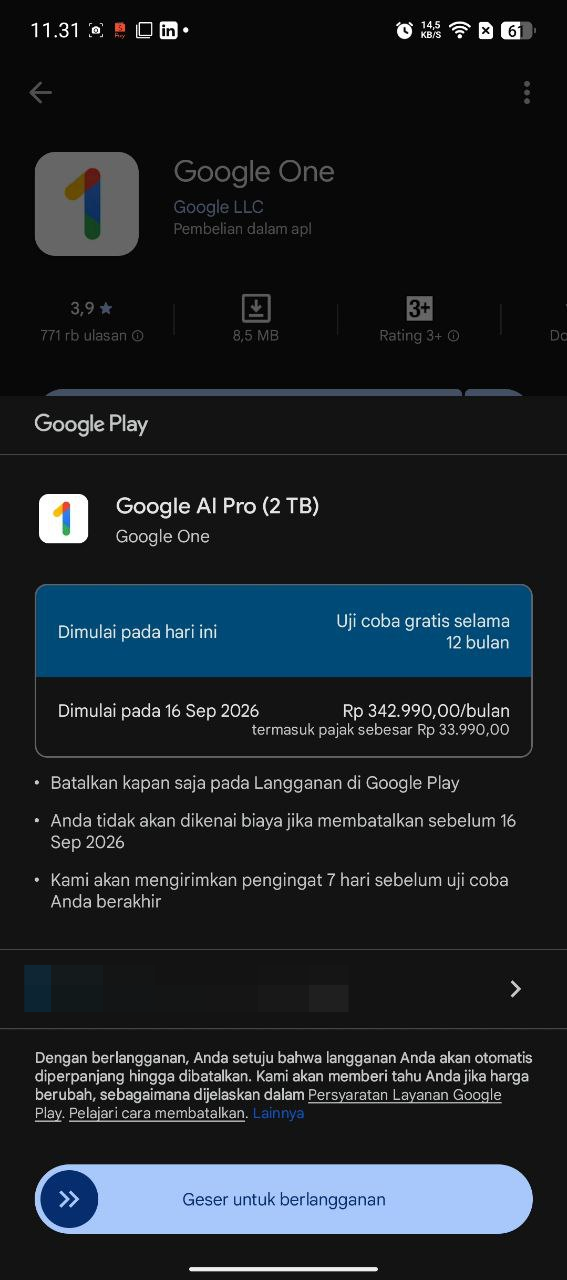 11.31
14,5
KB/S
61
Google One
Google LLC
Pembelian dalam apl
3,9 ★
771 rb ulasan
8,5 MB
3+
Rating 3+
Do
Google Play
Google AI Pro (2 TB)
Google One
Dimulai pada hari ini
Uji coba gratis selama
12 bulan
Dimulai pada 16 Sep 2026
Rp 342.990,00/bulan
termasuk pajak sebesar Rp 33.990,00
• Batalkan kapan saja pada Langganan di Google Play
• Anda tidak akan dikenai biaya jika membatalkan sebelum 16
Sep 2026
• Kami akan mengirimkan pengingat 7 hari sebelum uji coba
Anda berakhir
Dengan berlangganan, Anda setuju bahwa langganan Anda akan otomatis
diperpanjang hingga dibatalkan. Kami akan memberi tahu Anda jika harga
berubah, sebagaimana dijelaskan dalam Persyaratan Layanan Google
Play. Pelajari cara membatalkan. Lainnya
Geser untuk berlangganan